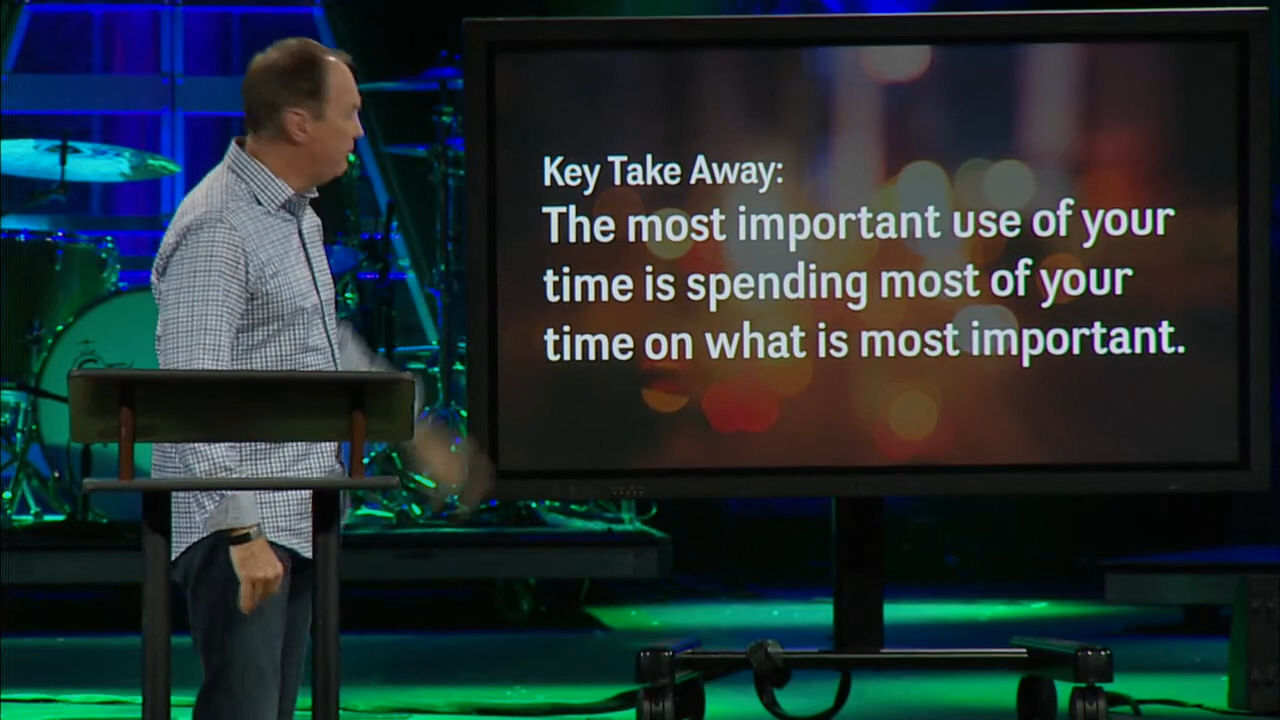 Key Take Away:
The most important use of your
time is spending most of your
time on what is most important.